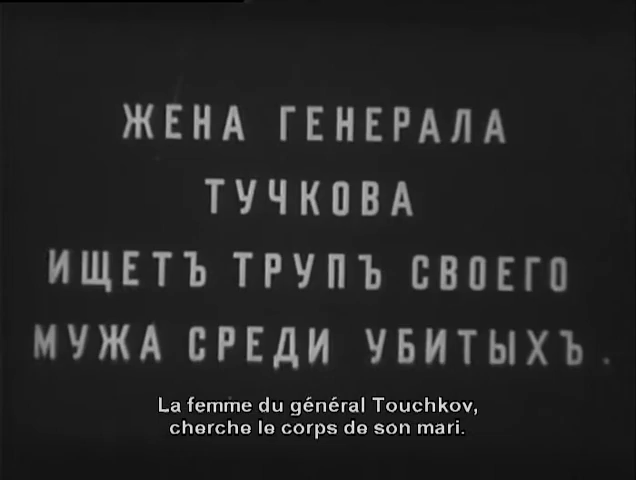 ЖЕНА ГЕНЕРАЛА
ТУЧКОВА
ИЩЕТЪ ТРУПЪ СВОЕГО
МУЖА СРЕДИ УБИТЫХЪ.
La femme du général Touchkov,
cherche le corps de son mari.